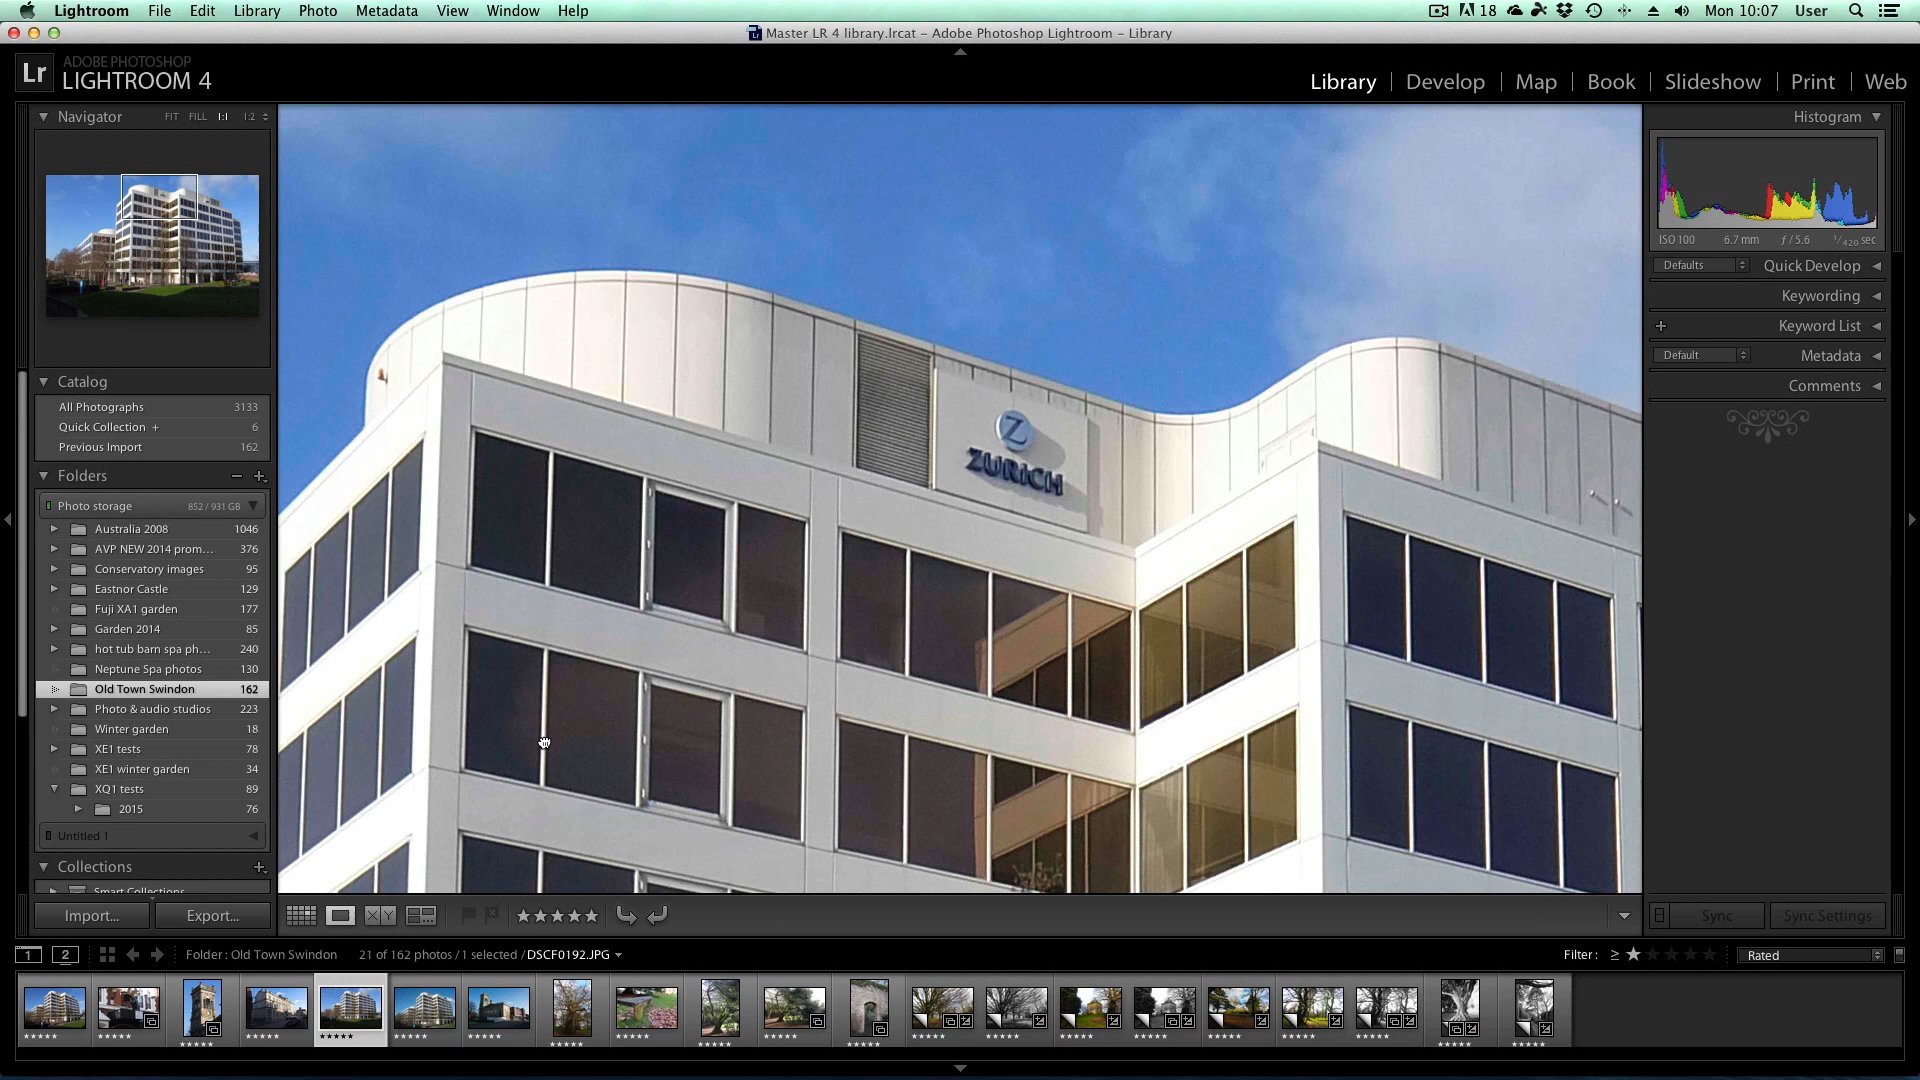 Lightroom File Edit Library Photo Metadata View Window Help 18 Mon 10:07 User
Master LR 4 library.lrcat – Adobe Photoshop Lightroom – Library
Lr ADOBE PHOTOSHOP
LIGHTROOM 4
Library | Develop | Map | Book | Slideshow | Print | Web
Navigator FIT FILL 1:1 1:2
Catalog
All Photographs 3133
Quick Collection + 6
Previous Import 162
Folders
Photo storage 852 / 931 GB
Australia 2008 1046
AVP NEW 2014 prom... 376
Conservatory images 95
Eastnor Castle 129
Fuji XA1 garden 177
Garden 2014 85
hot tub barn spa ph... 240
Neptune Spa photos 130
Old Town Swindon 162
Photo & audio studios 223
Winter garden 18
XE1 tests 78
XE1 winter garden 34
XQ1 tests 89
2015 76
Untitled 1
Collections
Smart Collections
Import... Export...
Z
ZURICH
Histogram
ISO 100 6.7 mm ƒ / 5.6 1/420 sec
Defaults Quick Develop
Keywording
+ Keyword List
Default Metadata
Comments
XY
Sync Sync Settings
1 2 Folder : Old Town Swindon 21 of 162 photos / 1 selected / DSCF0192.JPG Filter : ≥ Rated